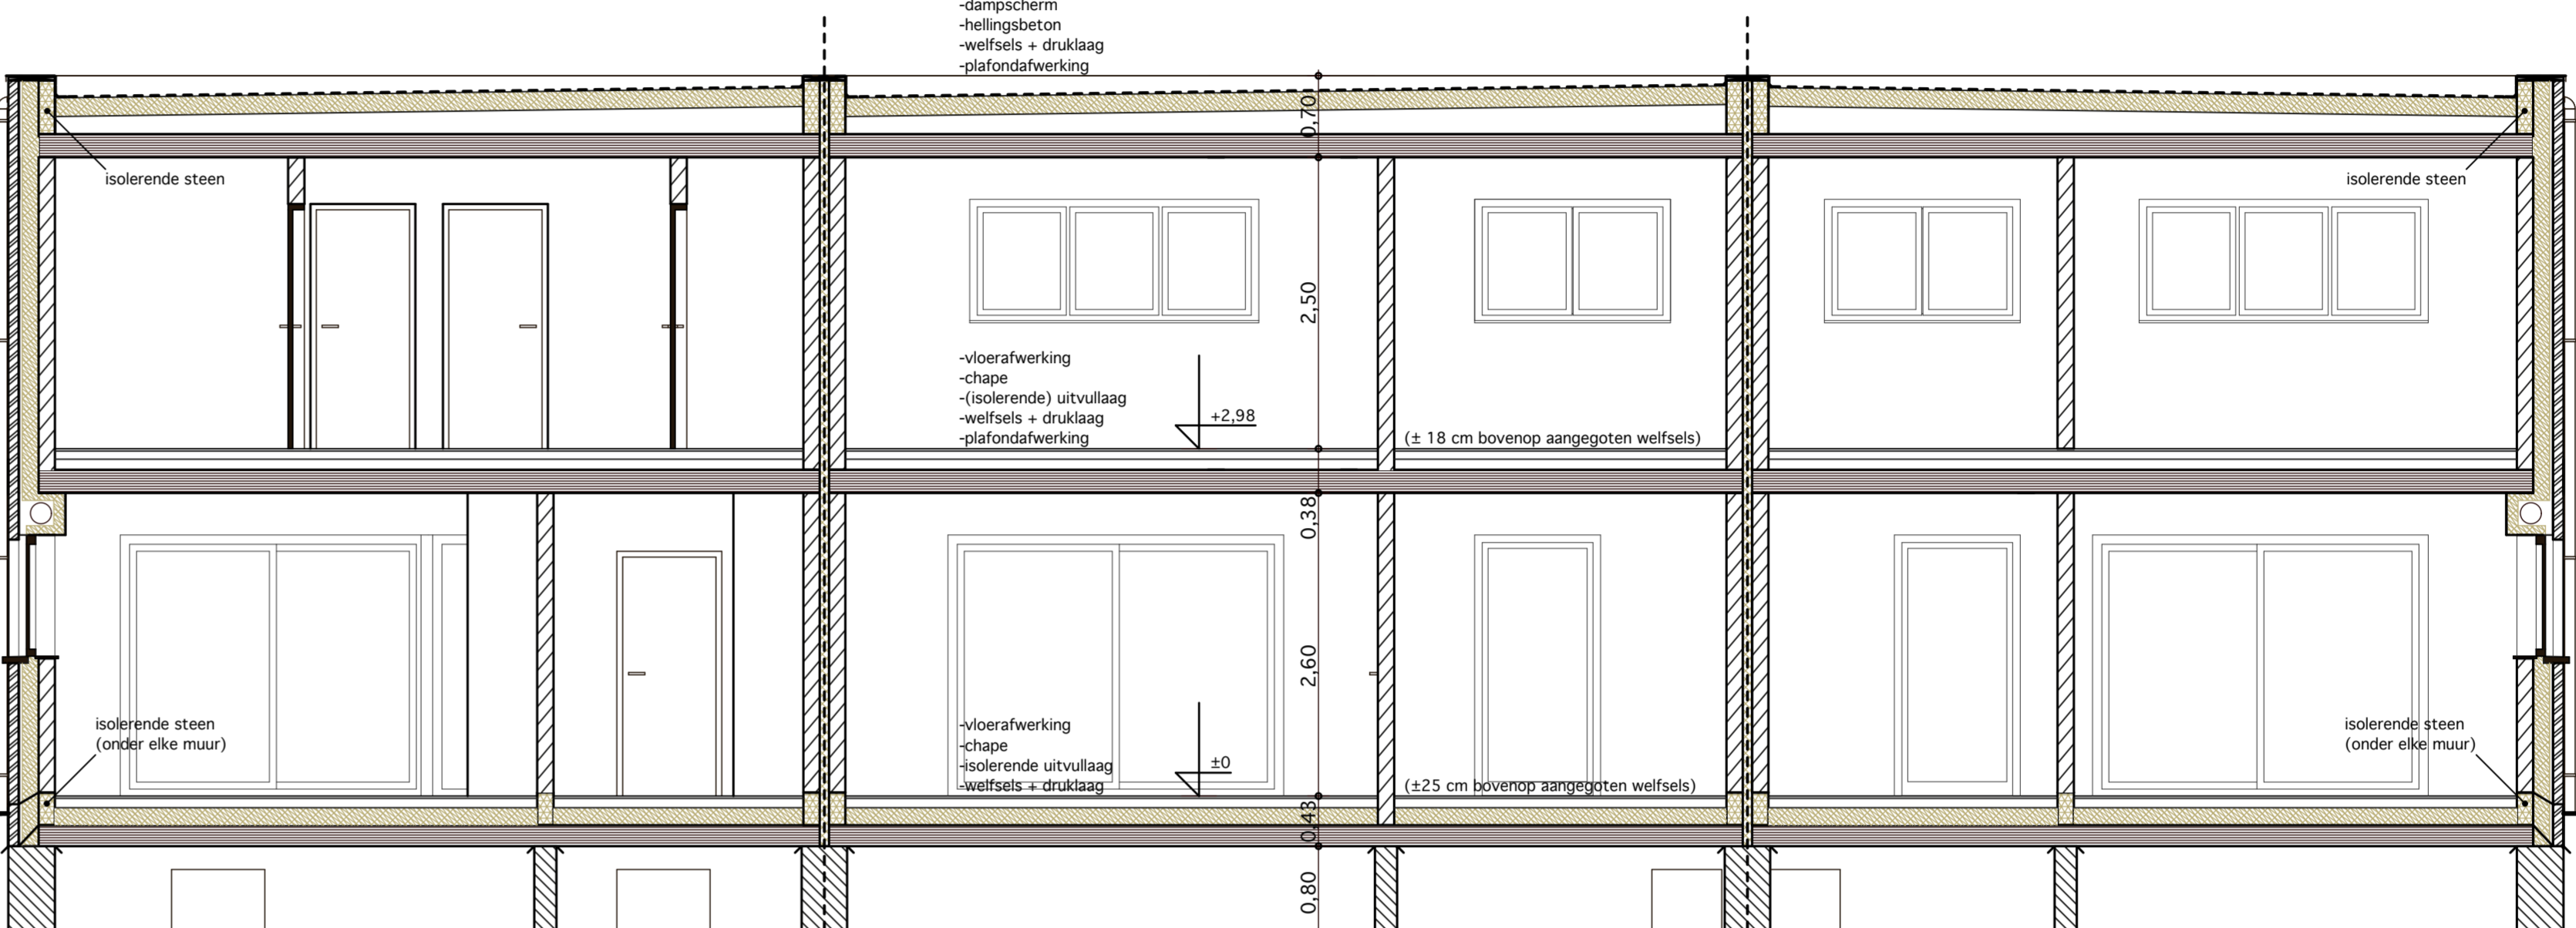 -dampscherm
-hellingsbeton
-welfsels + druklaag
-plafondafwerking
0,70
isolerende steen
isolerende steen
2,50
-vloerafwerking
-chape
-(isolerende) uitvullaag
-welfsels + druklaag
-plafondafwerking
+2,98
(± 18 cm bovenop aangegoten welfsels)
0,38
2,60
isolerende steen
(onder elke muur)
-vloerafwerking
-chape
-isolerende uitvullaag
-welfsels + druklaag
±0
(±25 cm bovenop aangegoten welfsels)
isolerende steen
(onder elke muur)
0,43
0,80